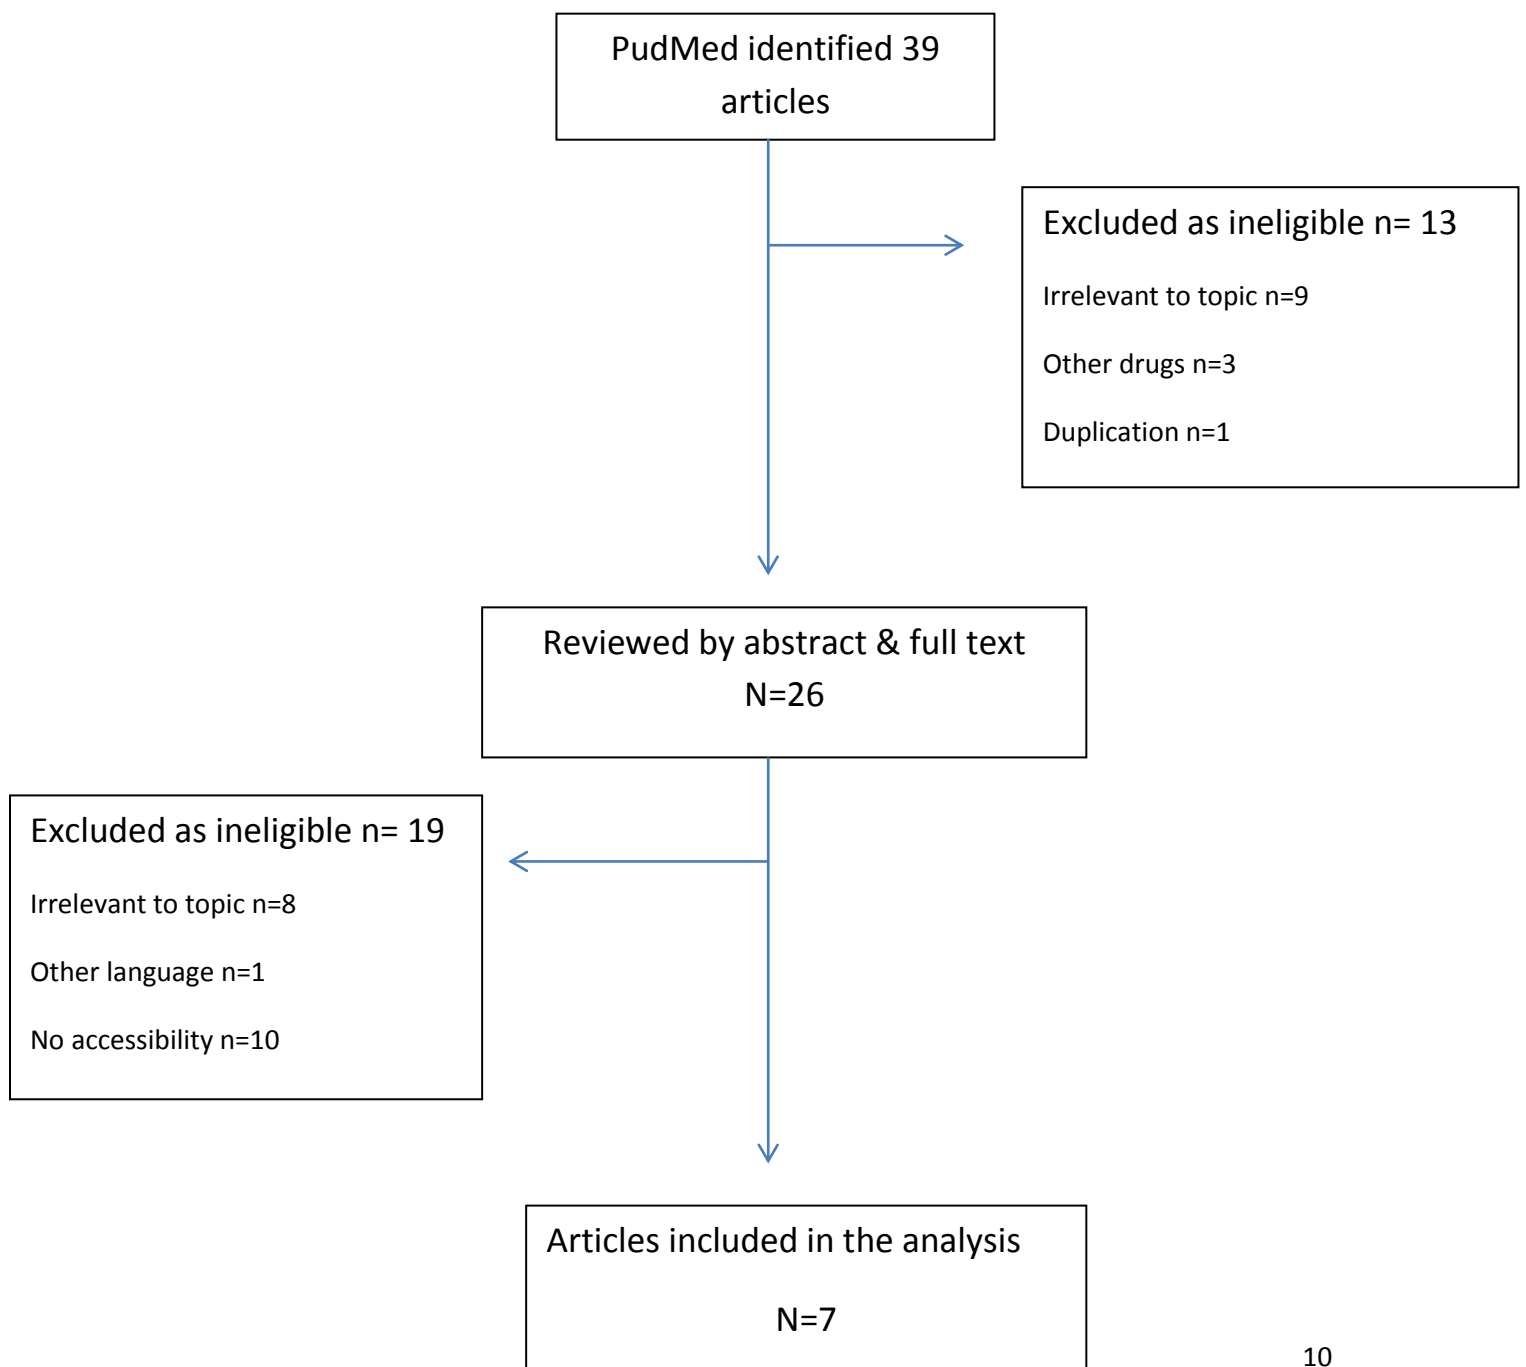 PudMed identified 39
articles
Excluded as ineligible n= 13
Irrelevant to topic n=9
Other drugs n=3
Duplication n=1
Reviewed by abstract & full text
N=26
Excluded as ineligible n= 19
Irrelevant to topic n=8
Other language n=1
No accessibility n=10
Articles included in the analysis
N=7
10